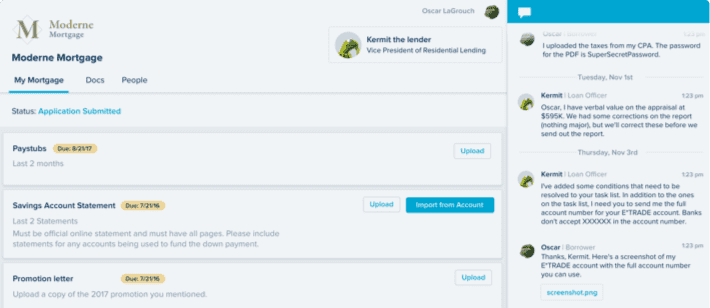 Oscar LaGrouch
Moderne
Mortgage
M
Kermit the lender
Vice President of Residential Lending
Moderne Mortgage
My Mortgage Docs People
Status: Application Submitted
Paystubs Due: 8/21/17
Upload
Last 2 months
Savings Account Statement Due: 7/21/16
Upload
Import from Account
Last 2 Statements
Must be official online statement and must have all pages. Please include
statements for any accounts being used to fund the down payment.
Promotion letter Due: 7/21/16
Upload
Upload a copy of the 2017 promotion you mentioned.
Oscar | Borrower
I uploaded the taxes from my CPA. The password
for the PDF is SuperSecretPassword.
Tuesday, Nov 1st
Kermit | Loan Officer 1:23 pm
Oscar, I have verbal value on the appraisal at
$595K. We had some corrections on the report
(nothing major), but we'll correct these before we
send out the report.
Thursday, Nov 3rd
Kermit | Loan Officer 1:23 pm
I've added some conditions that need to be
resolved to your task list. In addition to the ones
on the task list, I need you to send me the full
account number for your E*TRADE account. Banks
don't accept XXXXXX in the account number.
Oscar | Borrower 1:23 pm
Thanks, Kermit. Here's a screenshot of my
E*TRADE account with the full account number
you can use.
screenshot.png